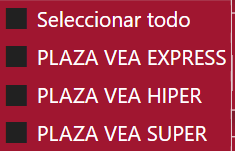 Seleccionar todo
PLAZA VEA EXPRESS
PLAZA VEA HIPER
PLAZA VEA SUPER